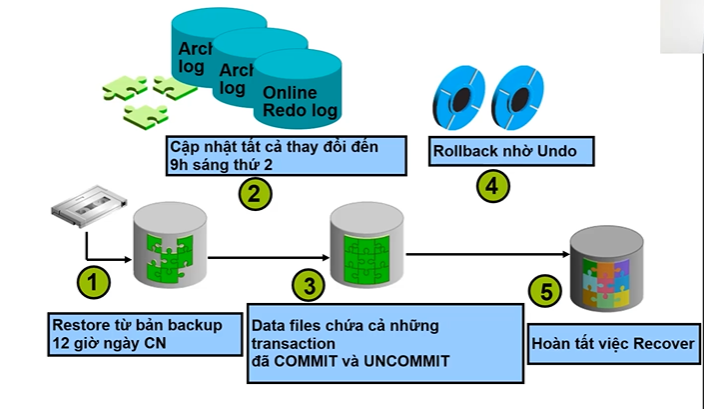 Arch
log
Arch
log
Online
Redo log
Cập nhật tất cả thay đổi đến
9h sáng thứ 2
Rollback nhờ Undo
2
4
1
3
5
Restore từ bản backup
12 giờ ngày CN
Data files chứa cả những
transaction
đã COMMIT và UNCOMMIT
Hoàn tất việc Recover